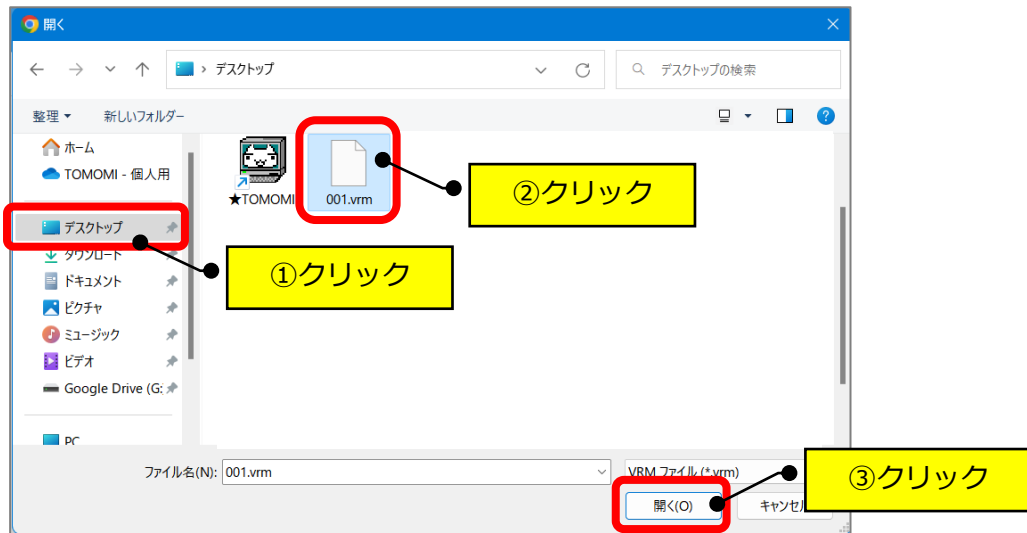 開く
デスクトップ
デスクトップの検索
整理
新しいフォルダー
ホーム
TOMOMI - 個人用
デスクトップ
ダウンロード
ドキュメント
ピクチャ
ミュージック
ビデオ
Google Drive (G:
PC
★TOMOMI
001.vrm
②クリック
①クリック
ファイル名(N):
001.vrm
VRM ファイル (*.vrm)
③クリック
開く(O)
キャンセル